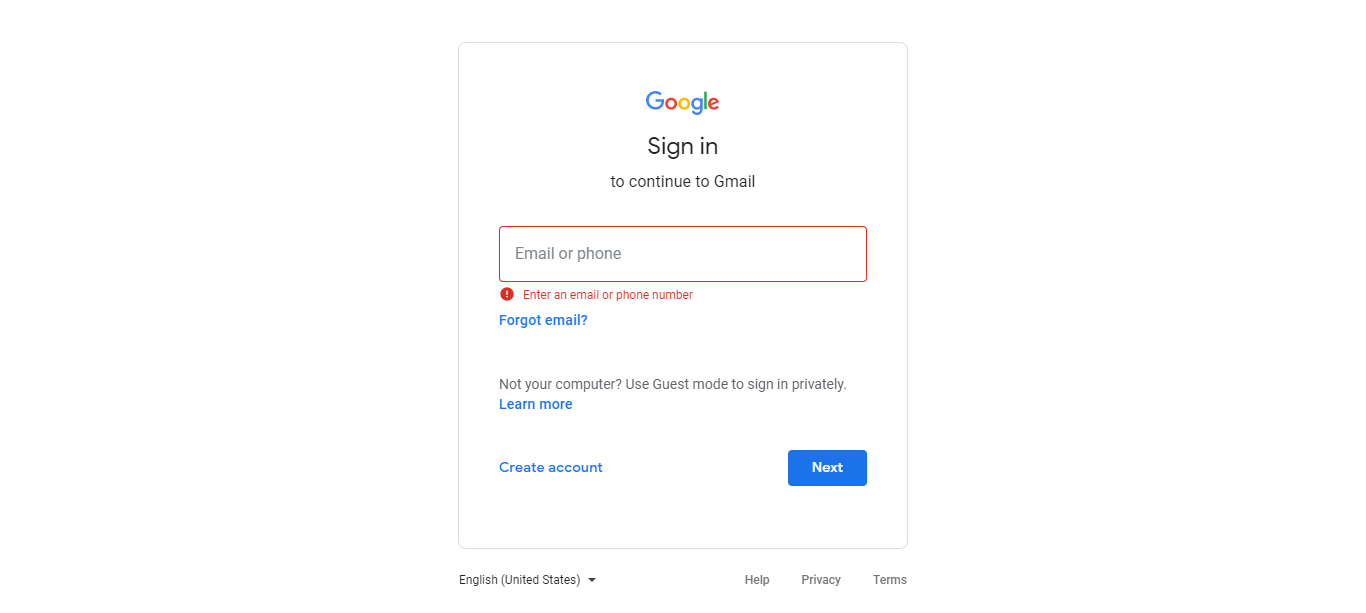 Google
Sign in
to continue to Gmail
Email or phone
Enter an email or phone number
Forgot email?
Not your computer? Use Guest mode to sign in privately.
Learn more
Create account
Next
English (United States)
Help
Privacy
Terms